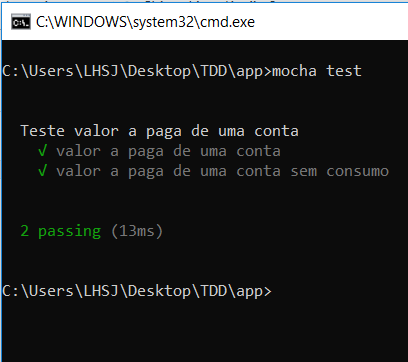 C:\WINDOWS\system32\cmd.exe
C:\Users\LHSJ\Desktop\TDD\app>mocha test
Teste valor a paga de uma conta
√ valor a paga de uma conta
√ valor a paga de uma conta sem consumo
2 passing (13ms)
C:\Users\LHSJ\Desktop\TDD\app>